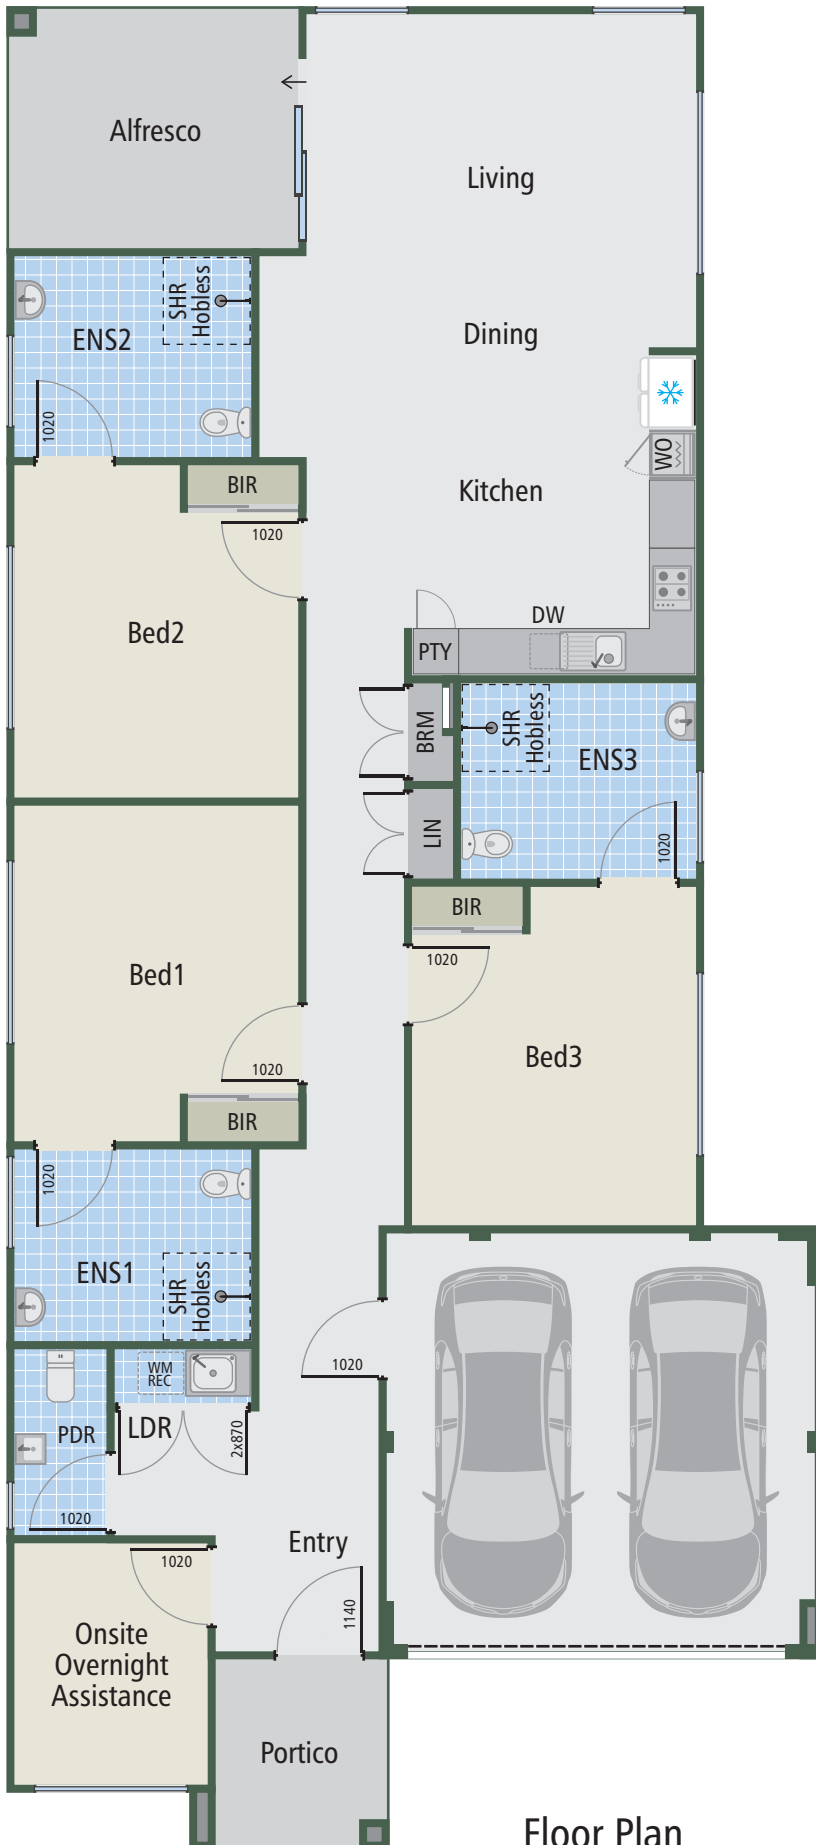 Alfresco
Living
SHR
Hobless
ENS2
1020
Dining
WO
BIR
1020
Kitchen
Bed2
DW
PTY
BRM
SHR
Hobless
ENS3
LIN
1020
BIR
1020
Bed1
Bed3
1020
BIR
1020
ENS1
SHR
Hobless
1020
WM
REC
PDR
LDR
2x870
1020
Entry
1020
1140
Onsite
Overnight
Assistance
Portico
Floor Plan